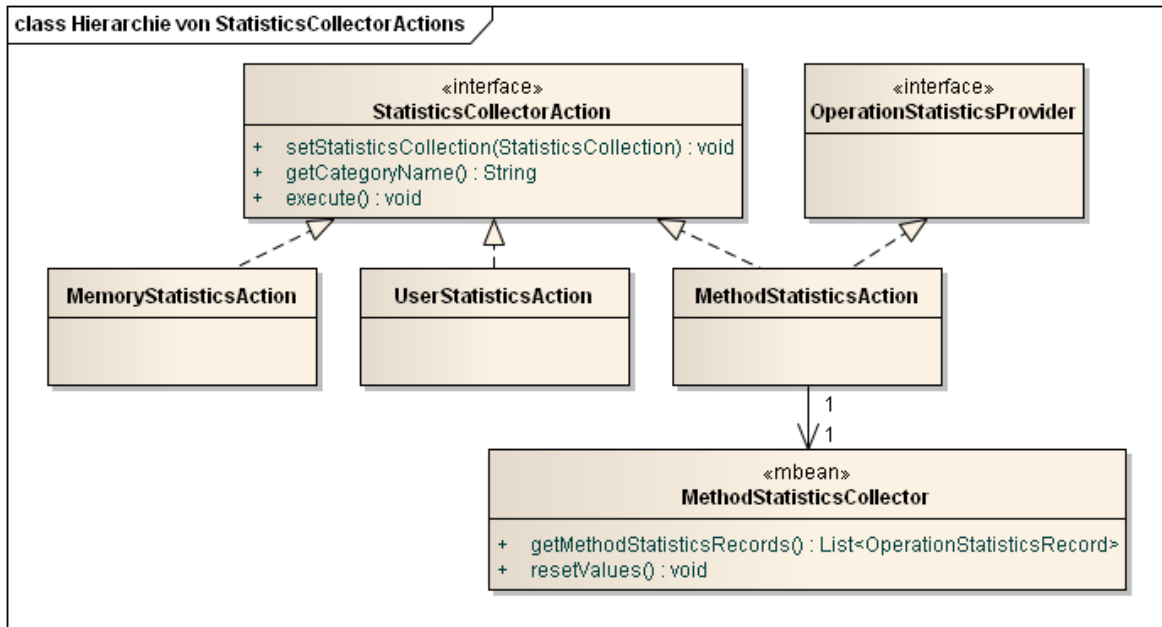 class Hierarchie von StatisticsCollectorActions
«interface»
StatisticsCollectorAction
+ setStatisticsCollection(StatisticsCollection) : void
+ getCategoryName() : String
+ execute() : void
«interface»
OperationStatisticsProvider
MemoryStatisticsAction
UserStatisticsAction
MethodStatisticsAction
1
1
«mbean»
MethodStatisticsCollector
+ getMethodStatisticsRecords() : List<OperationStatisticsRecord>
+ resetValues() : void